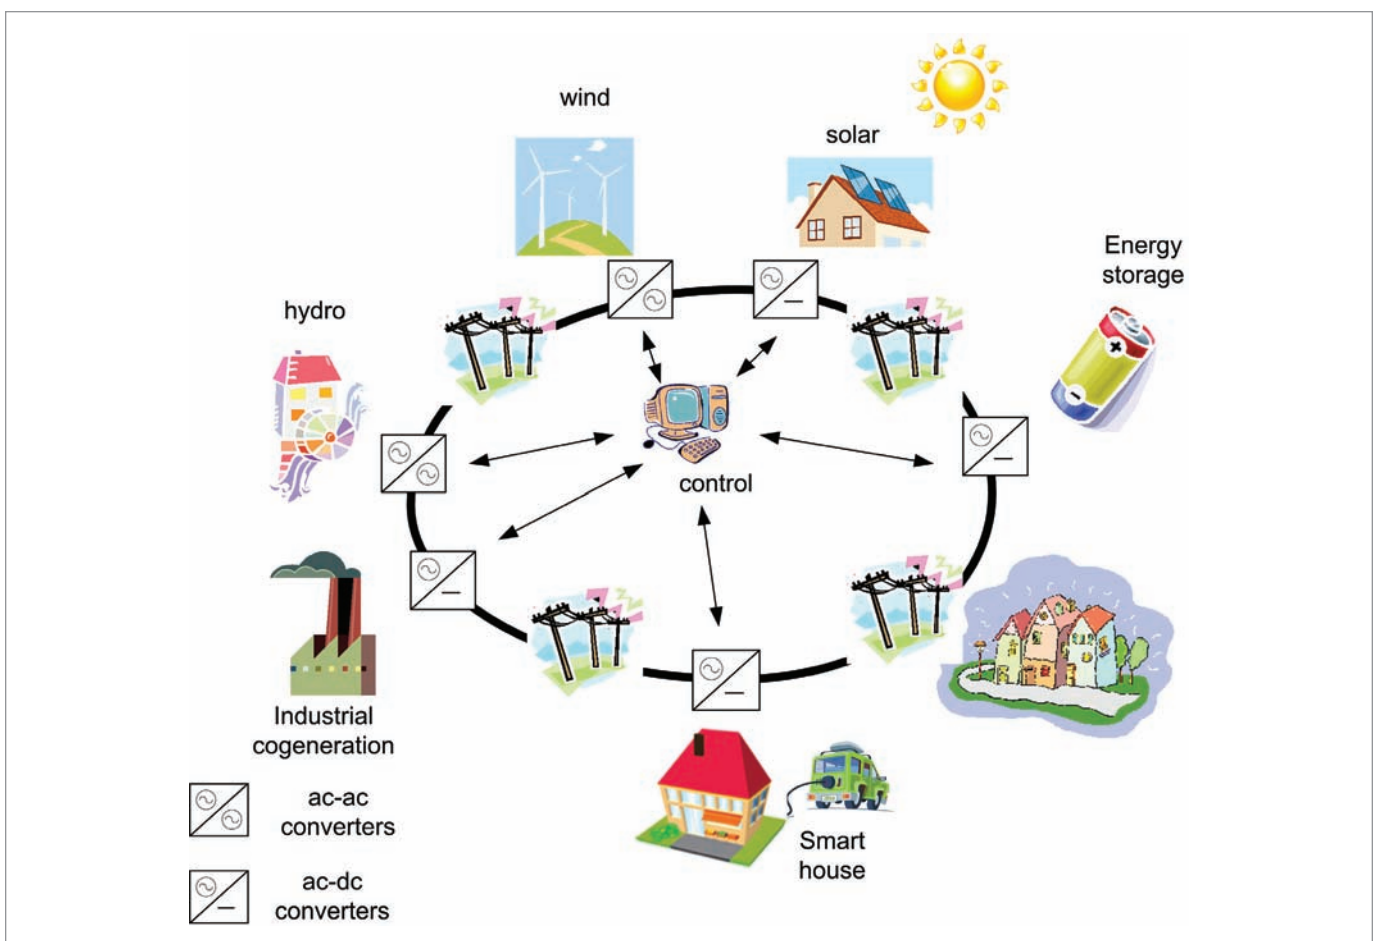 wind
solar
Energy
storage
hydro
control
Industrial
cogeneration
Smart
house
ac-ac
converters
ac-dc
converters